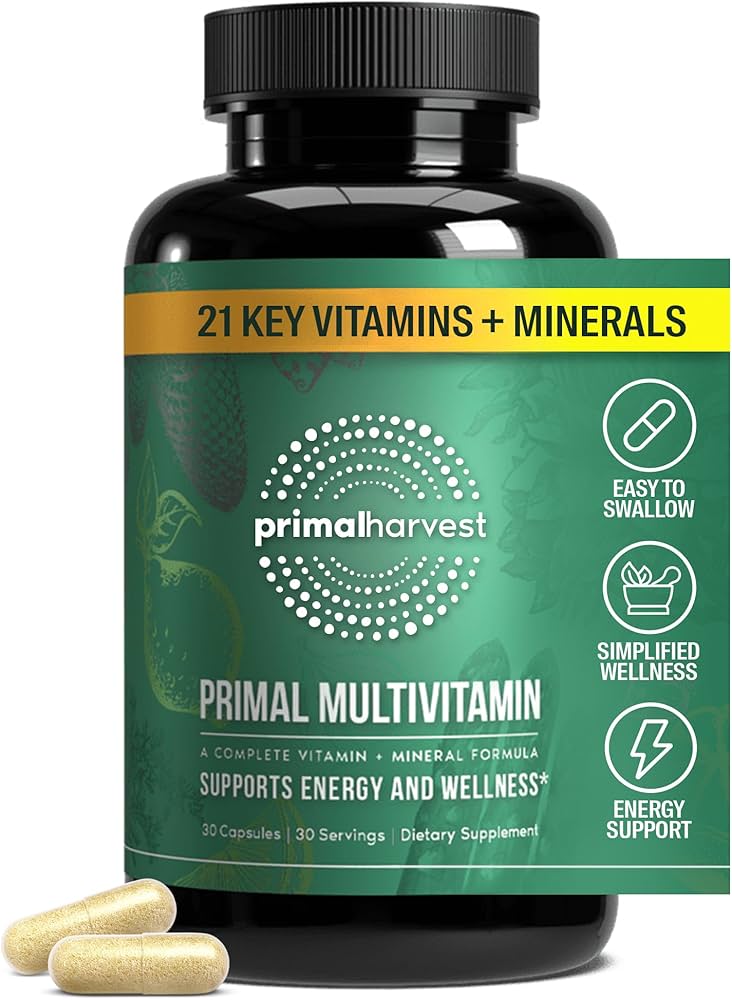 21 KEY VITAMINS + MINERALS
primalharvest
PRIMAL MULTIVITAMIN
A COMPLETE VITAMIN + MINERAL FORMULA
SUPPORTS ENERGY AND WELLNESS*
30 Capsules | 30 Servings | Dietary Supplement
EASY TO
SWALLOW
SIMPLIFIED
WELLNESS
ENERGY
SUPPORT